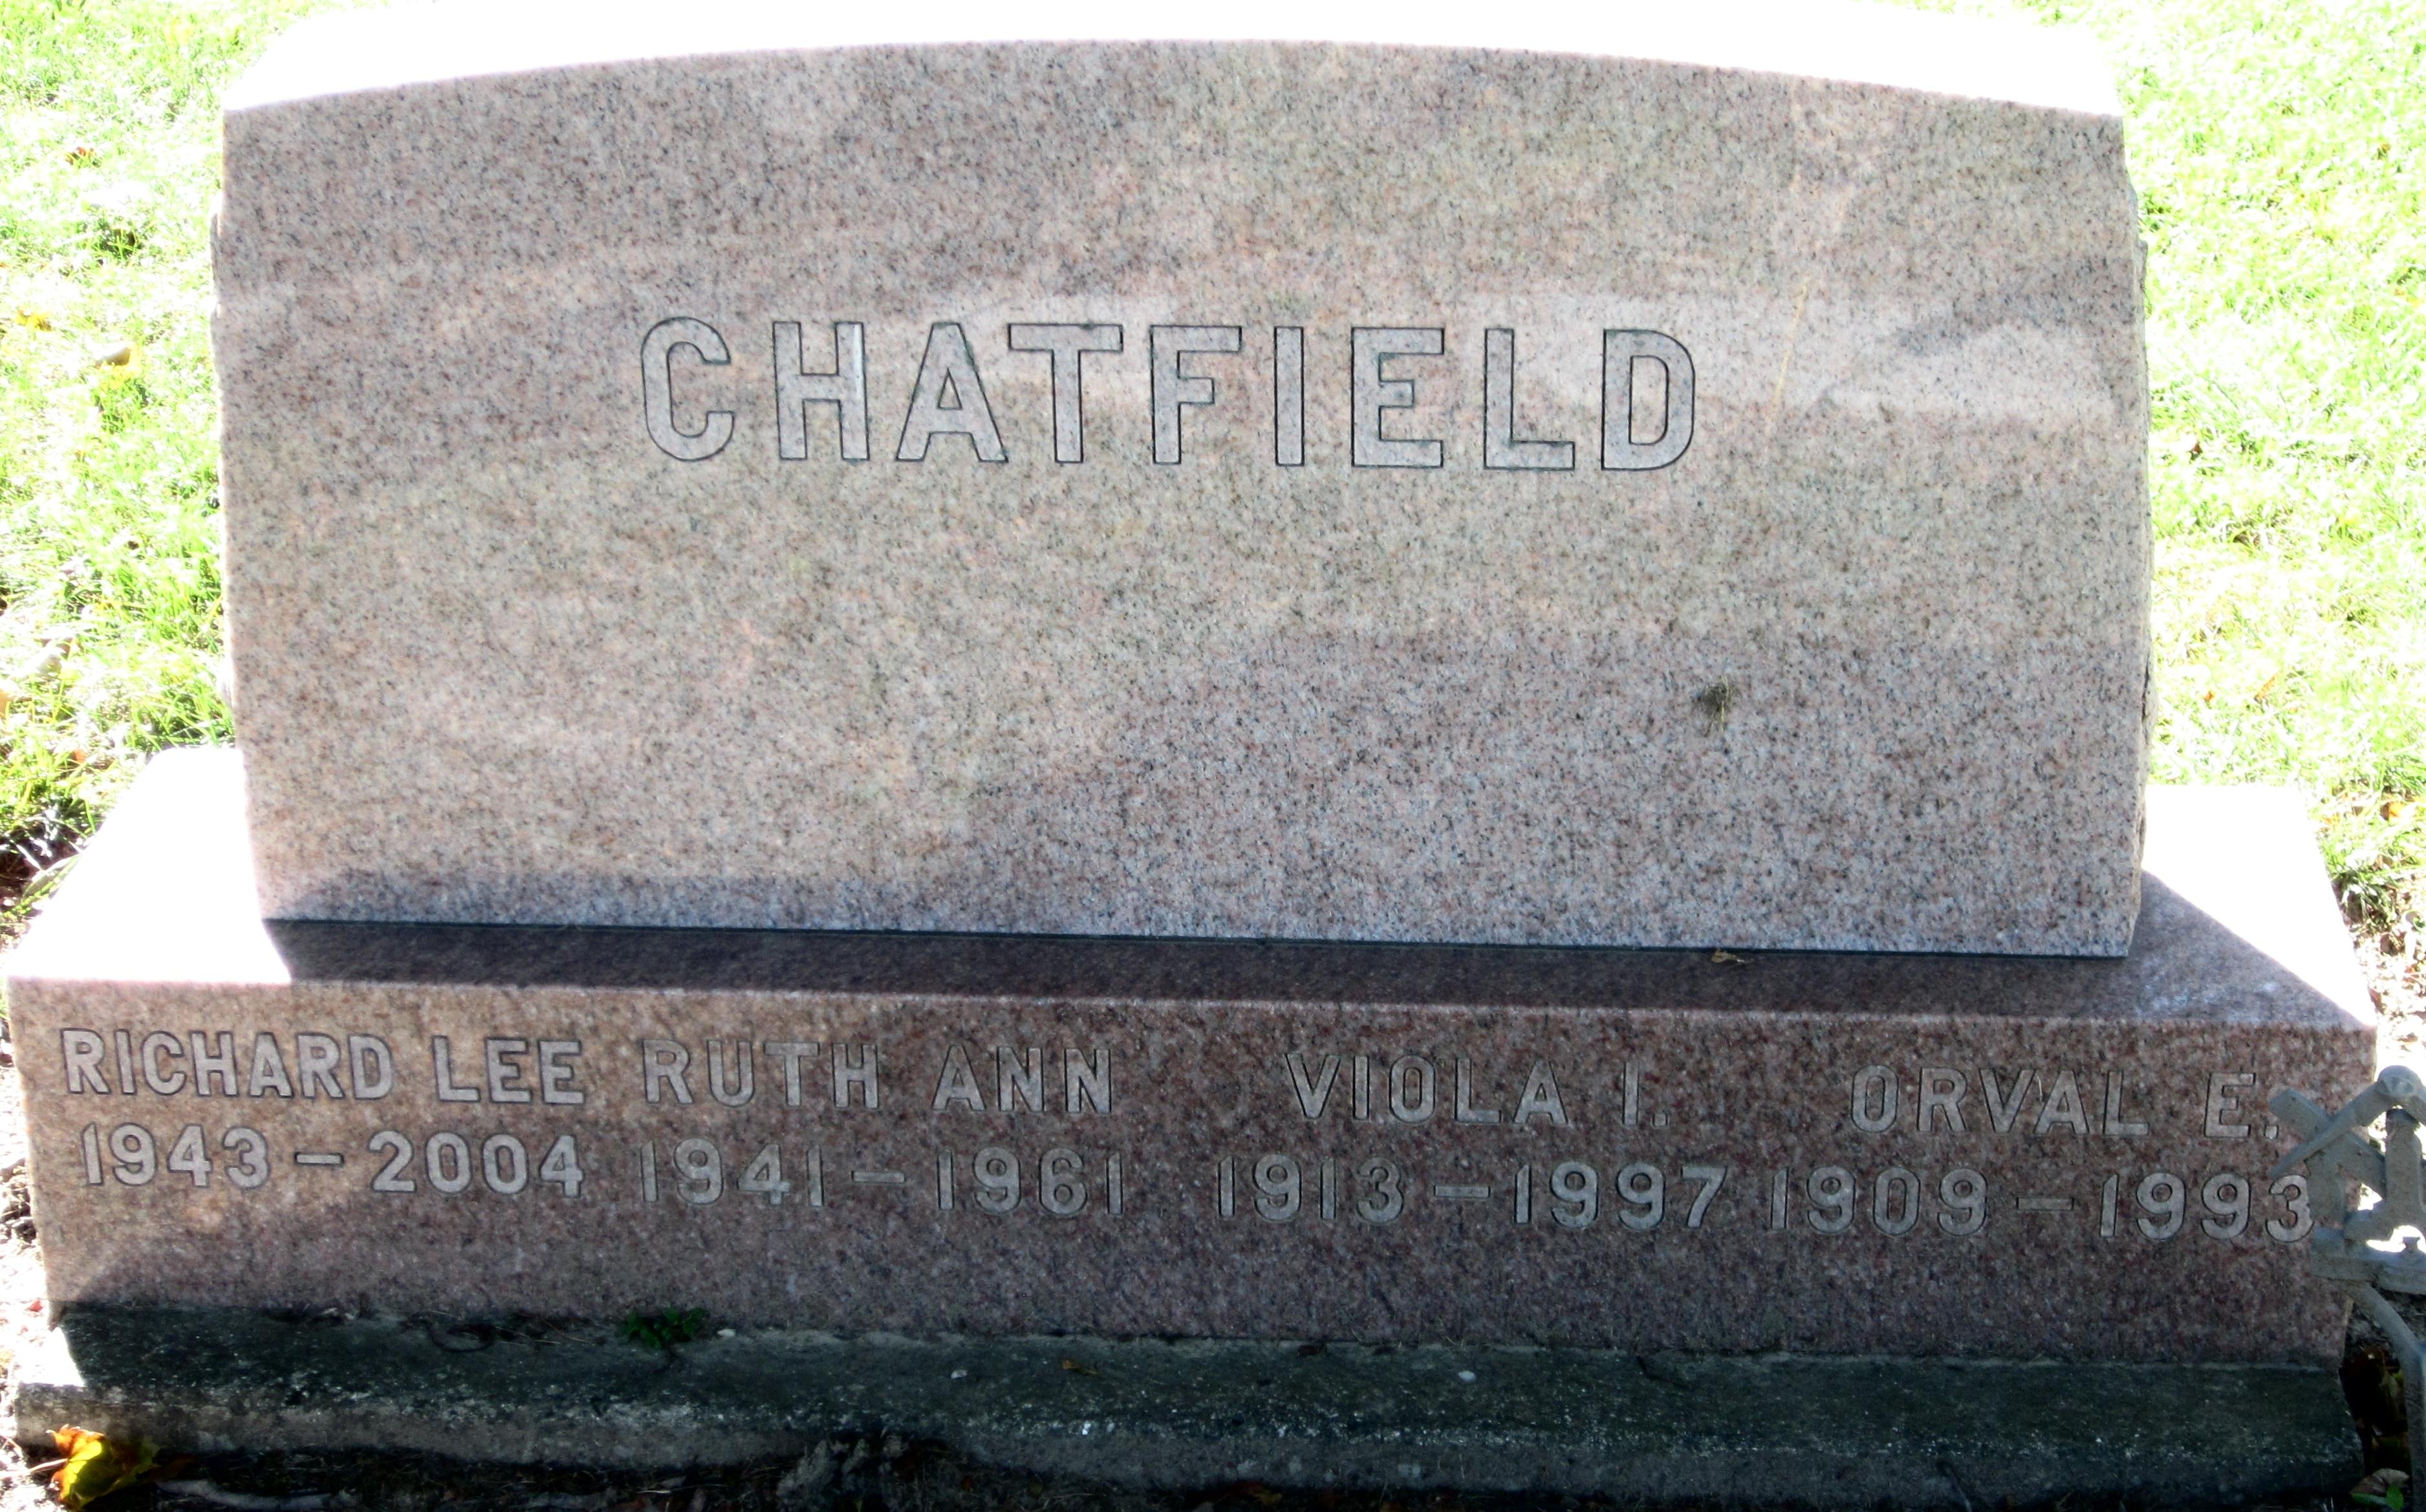 CHATFIELD
RICHARD LEE RUTH ANN VIOLA I. ORVAL E.
1943 – 2004 1941 – 1961 1913 – 1997 1909 – 1993